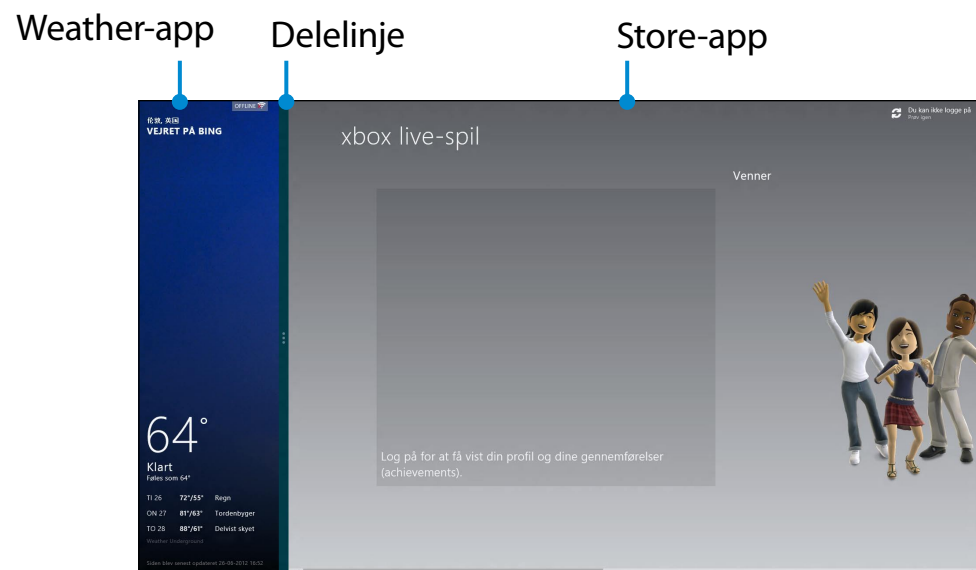 Weather-app
Delelinje
Store-app
OFFLINE
伦敦, 英国
VEJRET PÅ BING
Du kan ikke logge på
Prøv igen
xbox live-spil
Venner
Log på for at få vist din profil og dine gennemførelser
(achievements).
64°
Klart
Føles som 64°
TI 26 72°/55° Regn
ON 27 81°/63° Tordenbyger
TO 28 88°/61° Delvist skyet
Weather Underground
Siden blev senest opdateret 26-06-2012 16:52